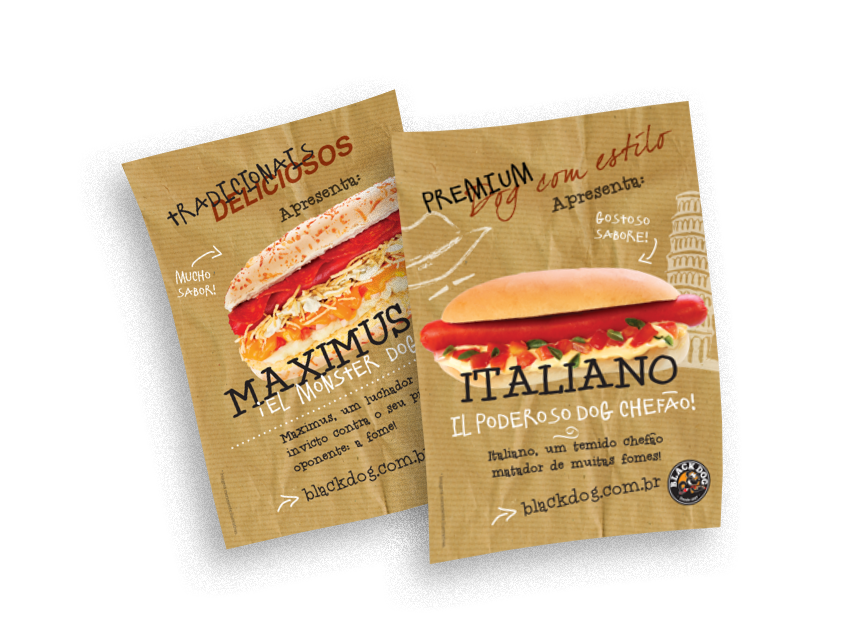 tRADICIONAIS
DELICIOSOS
Apresenta:
MUCHO
SABOR!
MAXIMUS
¡EL MONSTER DOG
Maximus, um luchador
invicto contra o seu
oponente: a fome!
blackdog.com.br
PREMIUM
Dog com estilo
Apresenta:
GOSTOSO
SABORE!
ITALIANO
IL PODEROSO DOG CHEFÃO!
Italiano, um temido chefão
matador de muitas fomes!
blackdog.com.br
BLACK DOG